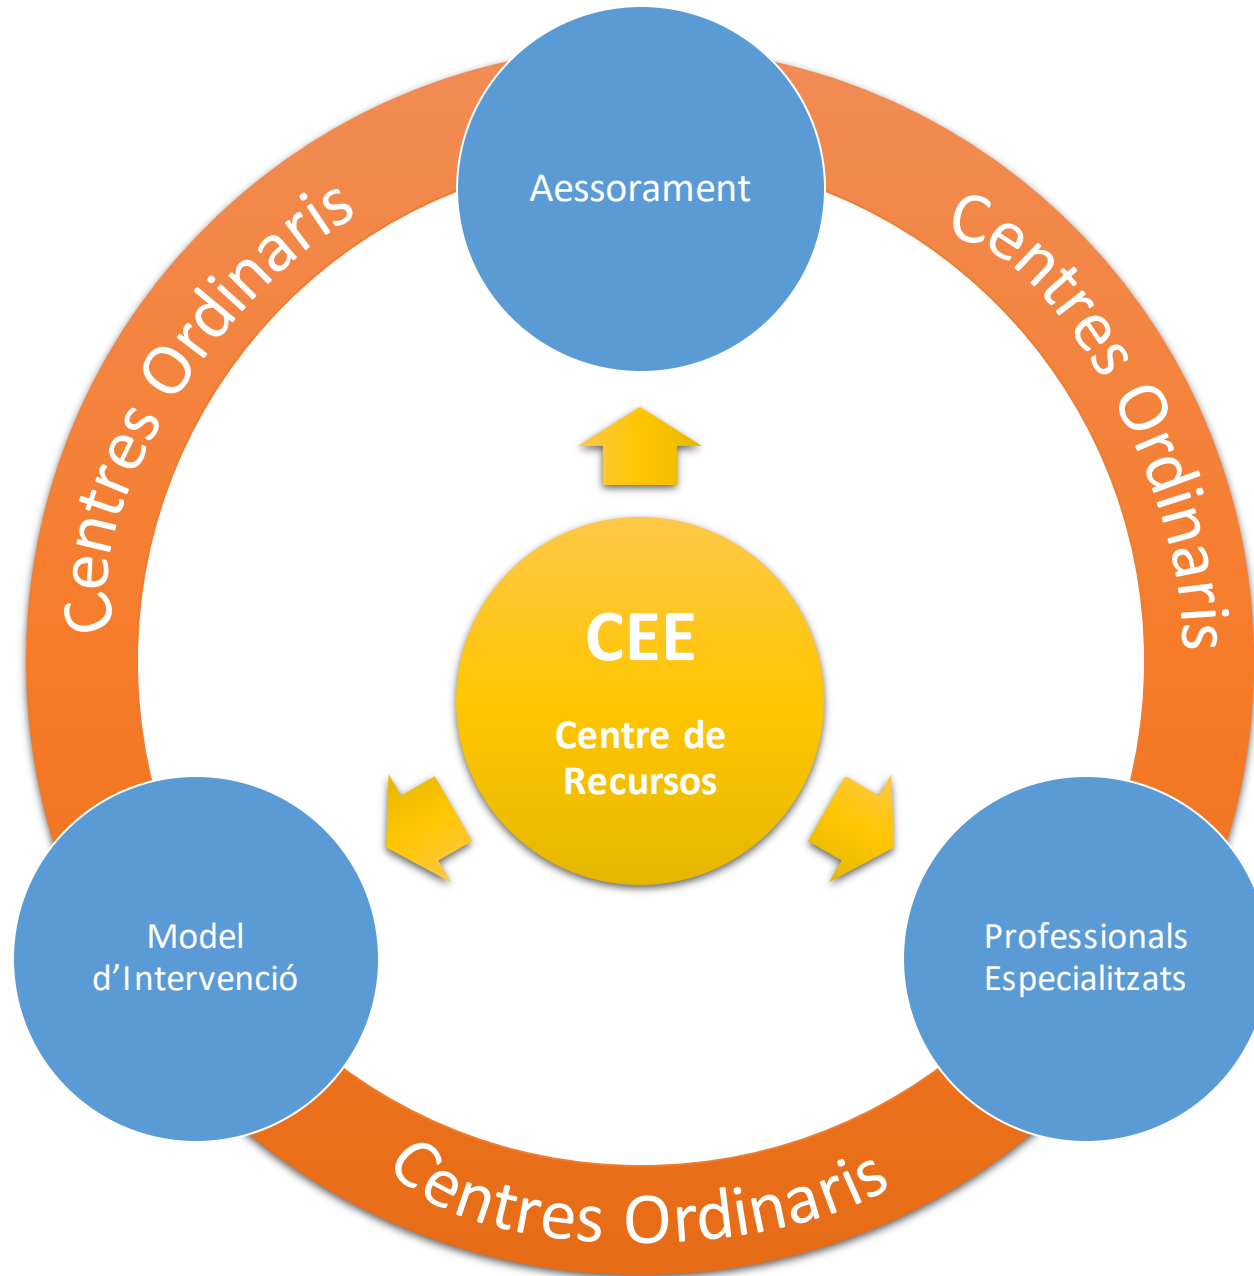 Aessorament
Centres Ordinaris
Centres Ordinaris
CEE
Centre de
Recursos
Model
d’Intervenció
Professionals
Especialitzats
Centres Ordinaris